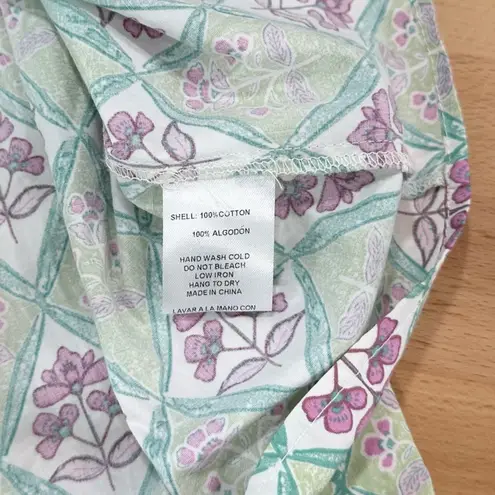 SHELL: 100%COTTON
100% ALGODÓN
HAND WASH COLD
DO NOT BLEACH
LOW IRON
HANG TO DRY
MADE IN CHINA
LAVAR A LA MANO CON